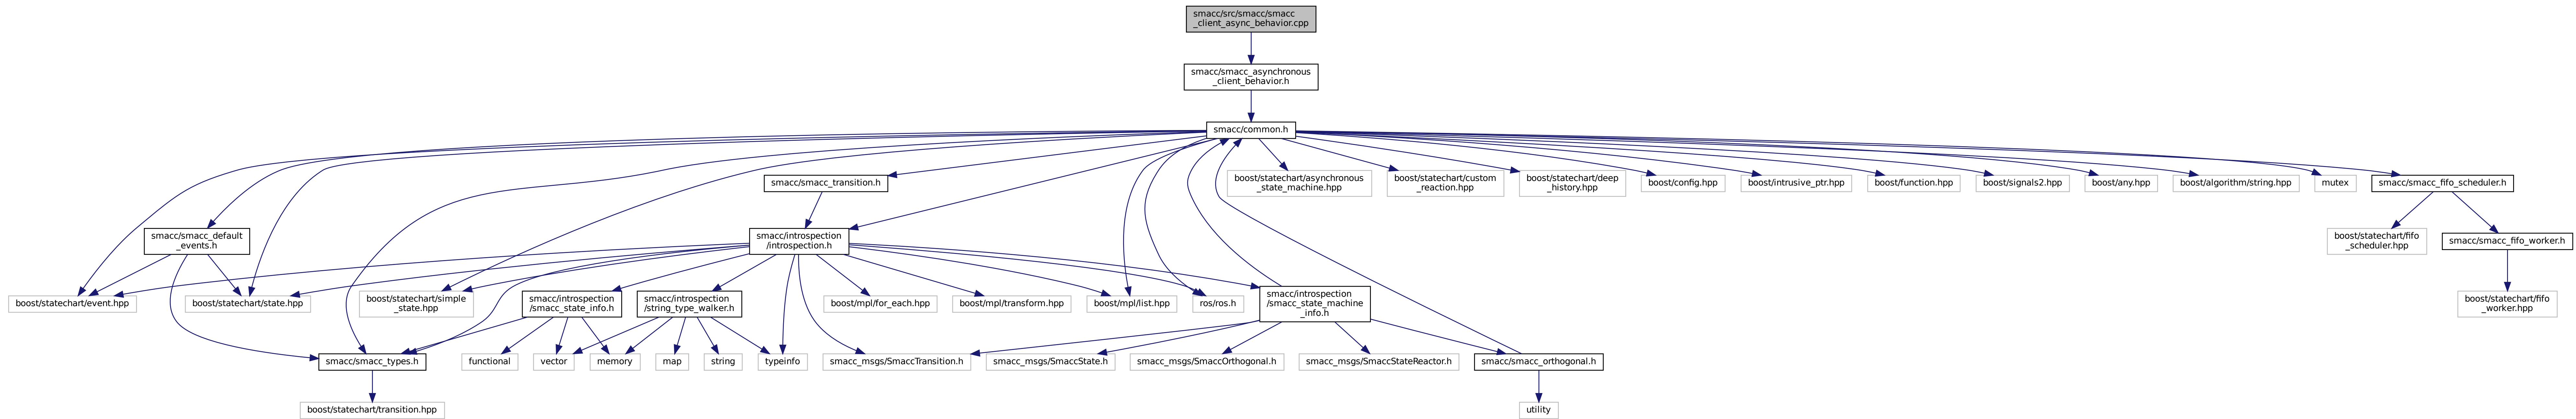 smacc/src/smacc/smacc
_client_async_behavior.cpp
smacc/smacc_asynchronous
_client_behavior.h
smacc/common.h
smacc/smacc_transition.h
boost/statechart/asynchronous
_state_machine.hpp
boost/statechart/custom
_reaction.hpp
boost/statechart/deep
_history.hpp
boost/config.hpp
boost/intrusive_ptr.hpp
boost/function.hpp
boost/signals2.hpp
boost/any.hpp
boost/algorithm/string.hpp
mutex
smacc/smacc_fifo_scheduler.h
smacc/smacc_default
_events.h
smacc/introspection
/introspection.h
boost/statechart/fifo
_scheduler.hpp
smacc/smacc_fifo_worker.h
boost/statechart/event.hpp
boost/statechart/state.hpp
boost/statechart/simple
_state.hpp
smacc/introspection
/smacc_state_info.h
smacc/introspection
/string_type_walker.h
boost/mpl/for_each.hpp
boost/mpl/transform.hpp
boost/mpl/list.hpp
ros/ros.h
smacc/introspection
/smacc_state_machine
_info.h
boost/statechart/fifo
_worker.hpp
smacc/smacc_types.h
functional
vector
memory
map
string
typeinfo
smacc_msgs/SmaccTransition.h
smacc_msgs/SmaccState.h
smacc_msgs/SmaccOrthogonal.h
smacc_msgs/SmaccStateReactor.h
smacc/smacc_orthogonal.h
boost/statechart/transition.hpp
utility